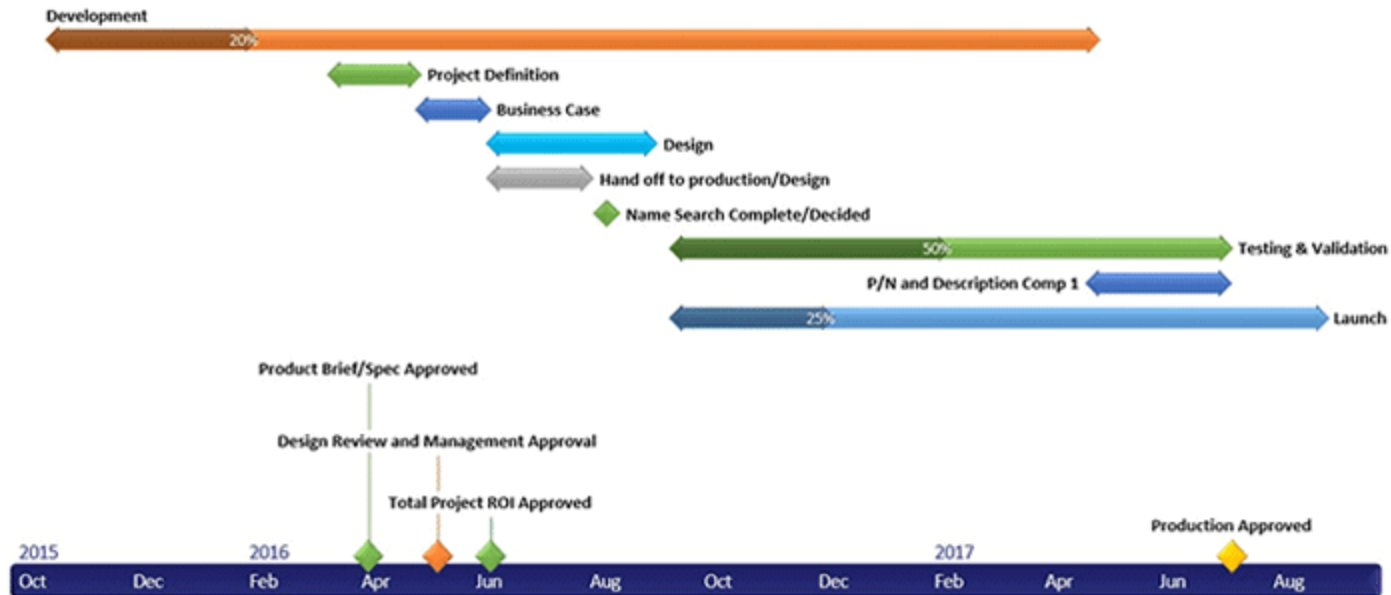 Development
20%
Project Definition
Business Case
Design
Hand off to production/Design
Name Search Complete/Decided
50%
Testing & Validation
P/N and Description Comp 1
25%
Launch
Product Brief/Spec Approved
Design Review and Management Approval
Total Project ROI Approved
Production Approved
2015 2016 2017
Oct Dec Feb Apr Jun Aug Oct Dec Feb Apr Jun Aug